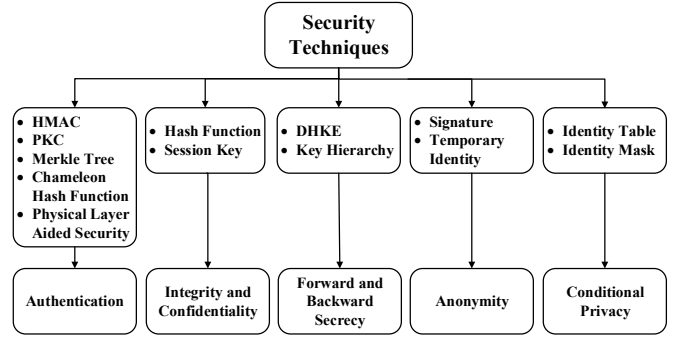 Security
Techniques
• HMAC
• PKC
• Merkle Tree
• Chameleon
Hash Function
• Physical Layer
Aided Security
• Hash Function
• Session Key
• DHKE
• Key Hierarchy
• Signature
• Temporary
Identity
• Identity Table
• Identity Mask
Authentication
Integrity and
Confidentiality
Forward and
Backward
Secrecy
Anonymity
Conditional
Privacy